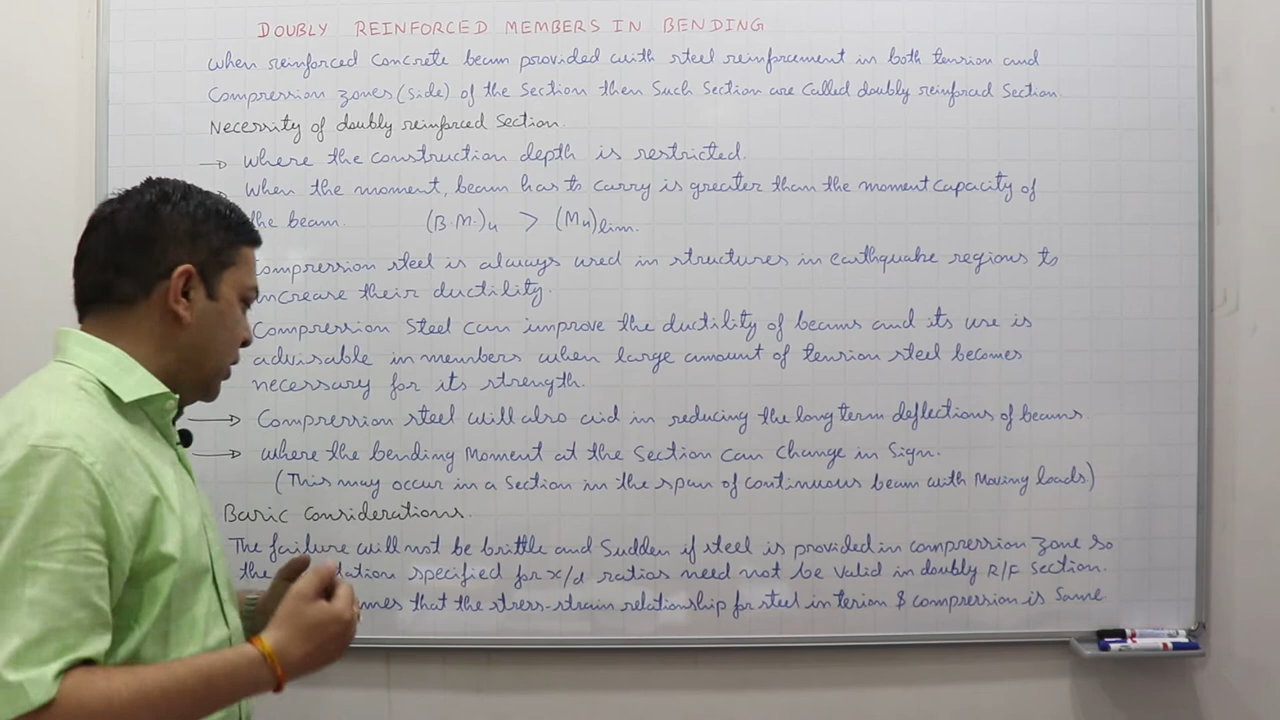 DOUBLY REINFORCED MEMBERS IN BENDING
When reinforced concrete beam provided with steel reinforcement in both tension and
Compression zones (Side) of the Section then Such Section are Called doubly reinforced Section.
Necessity of doubly reinforced Section.
→ Where the construction depth is restricted.
When the moment, beam has to carry is greater than the moment capacity of
the beam. (B.M.)u > (Mu)lim.
Compression steel is always used in structures in earthquake regions to
increase their ductility.
Compression Steel can improve the ductility of beams and its use is
advisable in members when large amount of tension steel becomes
necessary for its strength.
→ Compression steel will also aid in reducing the long term deflections of beams.
→ Where the bending Moment at the Section can Change in Sign.
(This may occur in a Section in the span of continuous beam with Moving loads.)
Basic Considerations.
The failure will not be brittle and Sudden if steel is provided in compression zone So
the specified for x/d ratios need not be Valid in doubly R/F Section.
that the stress-strain relationship for steel in tersion & compression is Same